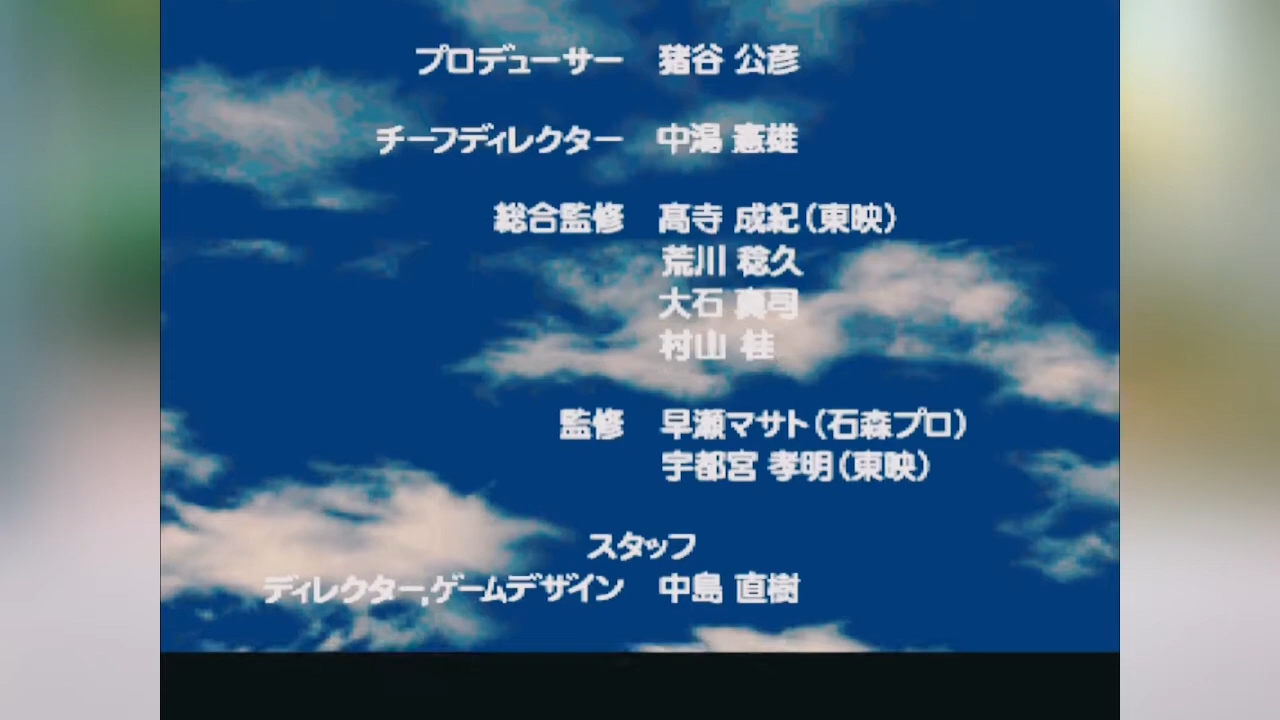 プロデューサー 猪谷 公彦
チーフディレクター 中潟 憲雄
総合監修 髙寺 成紀(東映)
荒川 稔久
大石 真司
村山 桂
監修 早瀬マサト(石森プロ)
宇都宮 孝明(東映)
スタッフ
ディレクター,ゲームデザイン 中島 直樹